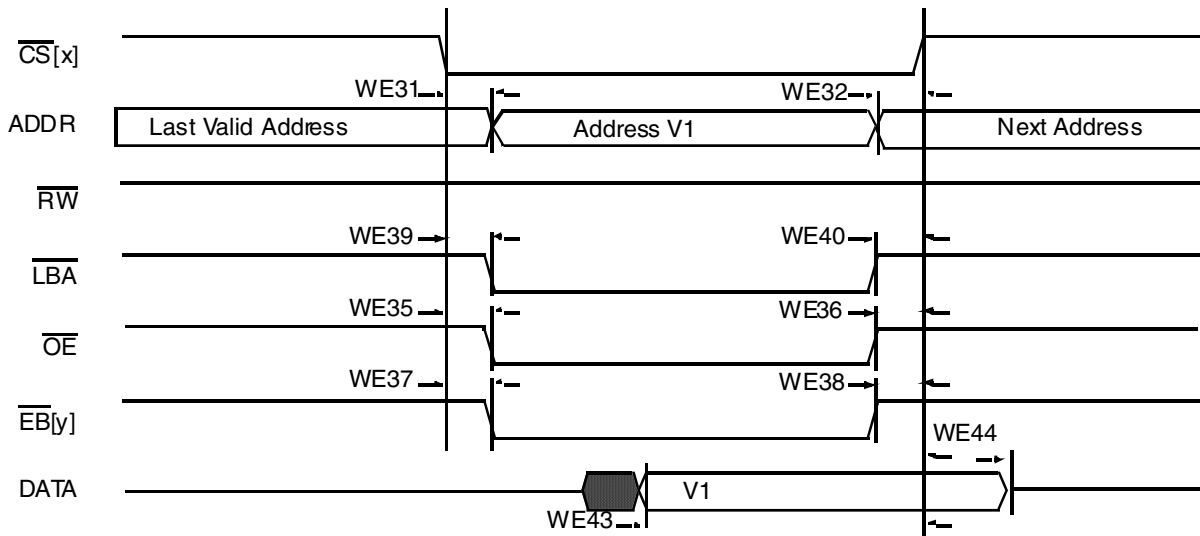 CS[x]
WE31
WE32
ADDR
Last Valid Address
Address V1
Next Address
RW
WE39
WE40
LBA
WE35
WE36
OE
WE37
WE38
EB[y]
WE44
DATA
V1
WE43